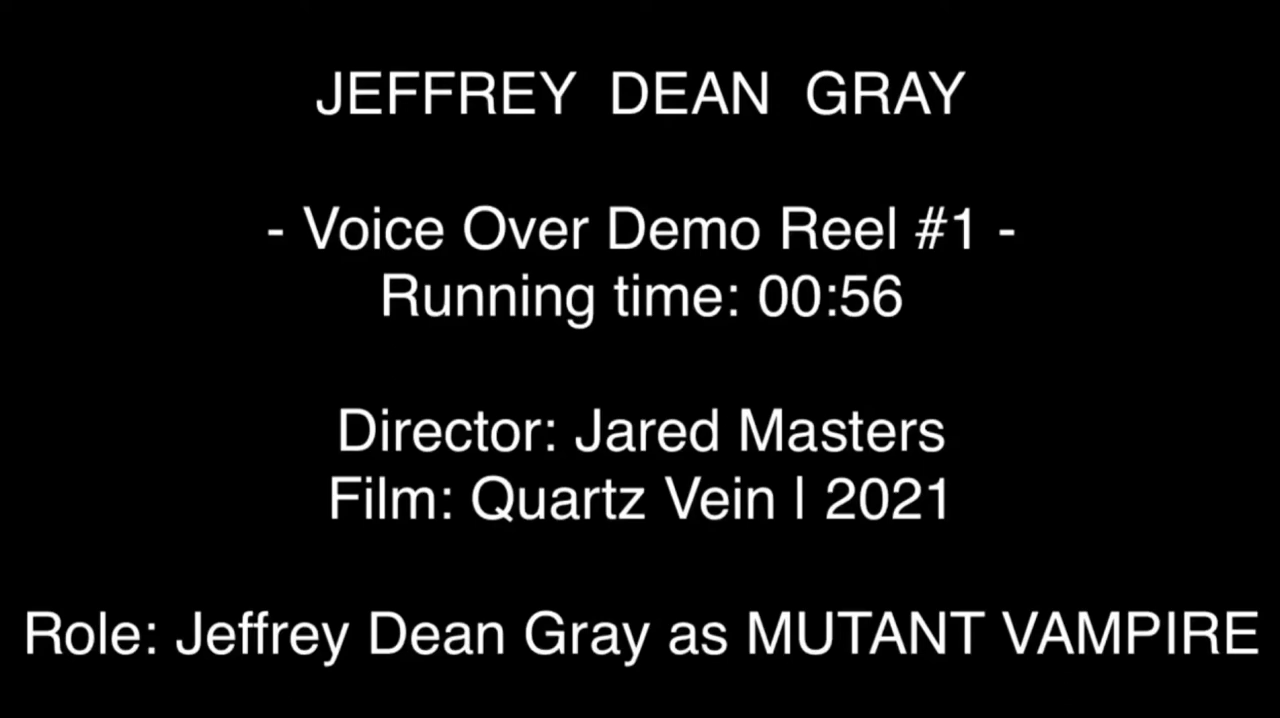 JEFFREY DEAN GRAY
- Voice Over Demo Reel #1 -
Running time: 00:56
Director: Jared Masters
Film: Quartz Vein | 2021
Role: Jeffrey Dean Gray as MUTANT VAMPIRE